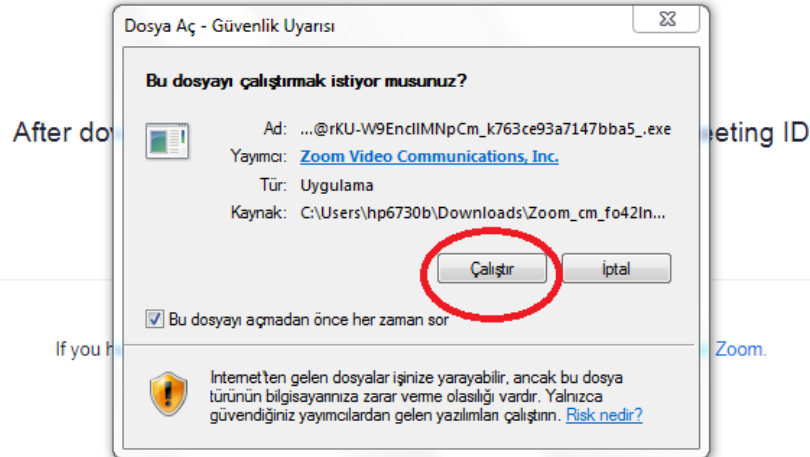 Dosya Aç - Güvenlik Uyarısı
Bu dosyayı çalıştırmak istiyor musunuz?
After do
eeting ID
Ad: ...@rKU-W9EncIIMNpCm_k763ce93a7147bba5_.exe
Yayımcı: Zoom Video Communications, Inc.
Tür: Uygulama
Kaynak: C:\Users\hp6730b\Downloads\Zoom_cm_fo42In...
Çalıştır İptal
Bu dosyayı açmadan önce her zaman sor
If you h
Zoom.
Internet'ten gelen dosyalar işinize yarayabilir, ancak bu dosya
türünün bilgisayarınıza zarar verme olasılığı vardır. Yalnızca
güvendiğiniz yayımcılardan gelen yazılımları çalıştırın. Risk nedir?